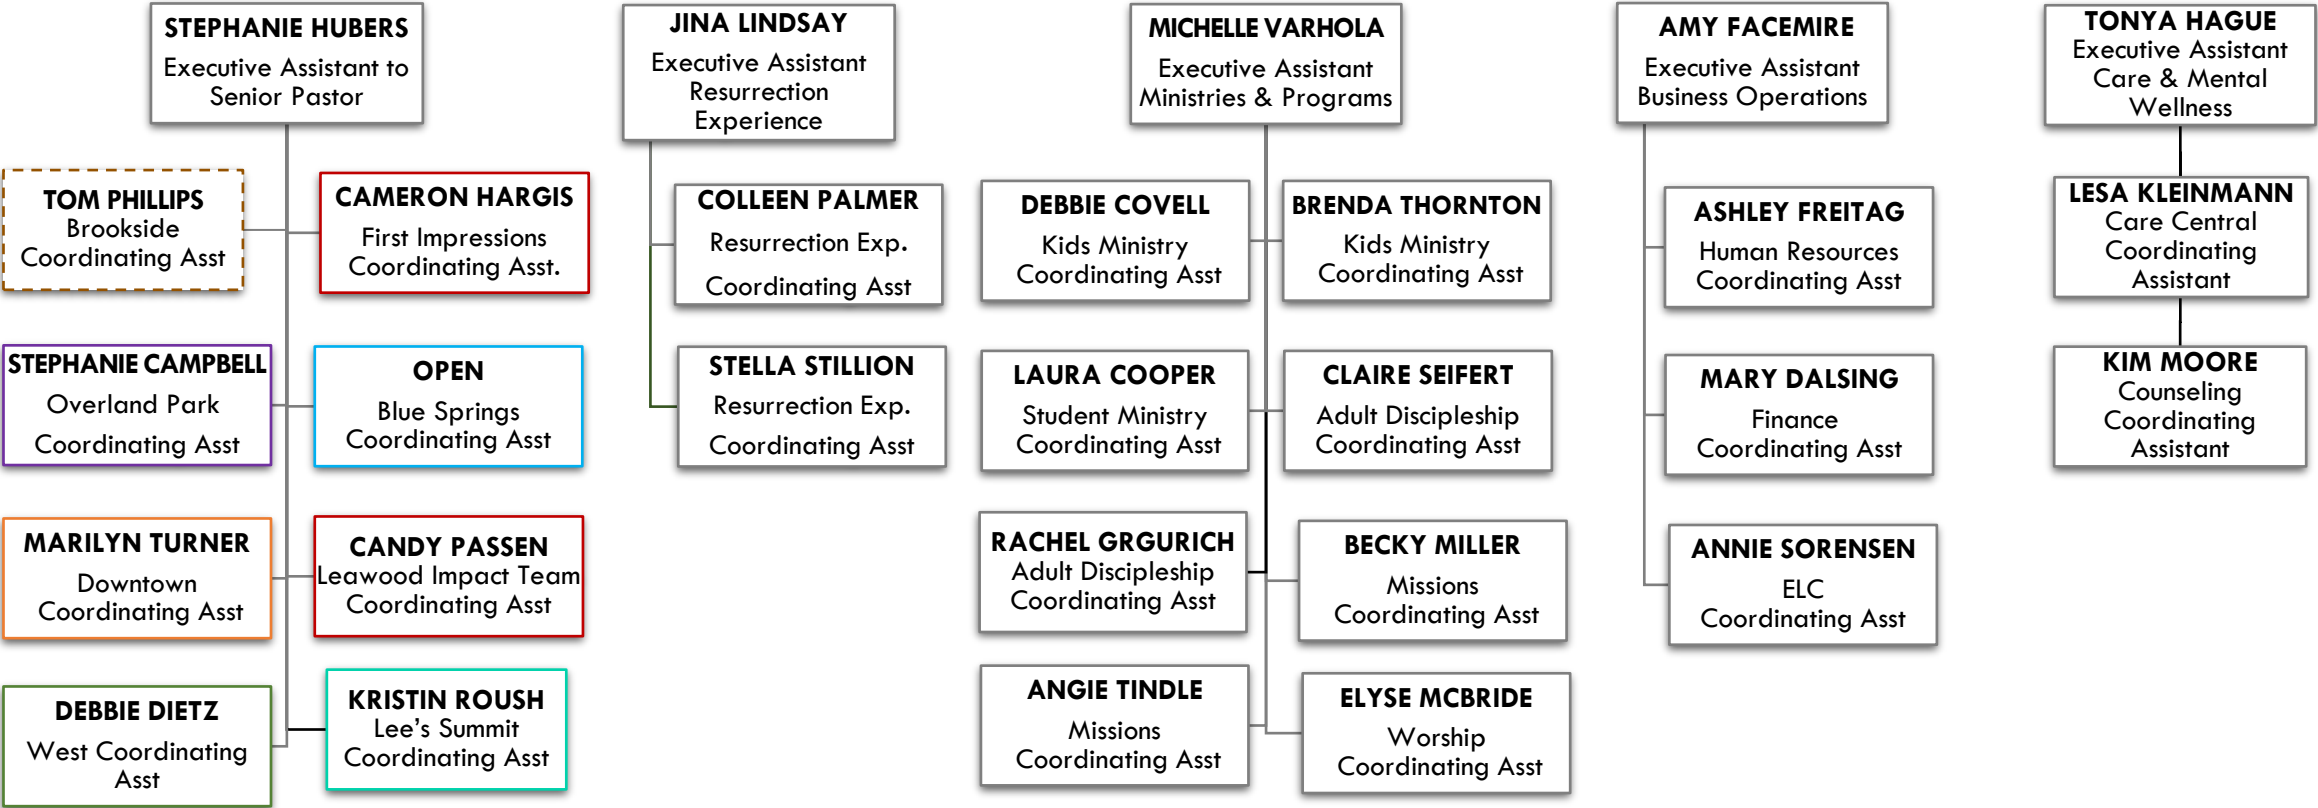 STEPHANIE HUBERS
Executive Assistant to
Senior Pastor
TOM PHILLIPS
Brookside
Coordinating Asst
CAMERON HARGIS
First Impressions
Coordinating Asst.
STEPHANIE CAMPBELL
Overland Park
Coordinating Asst
OPEN
Blue Springs
Coordinating Asst
MARILYN TURNER
Downtown
Coordinating Asst
CANDY PASSEN
Leawood Impact Team
Coordinating Asst
DEBBIE DIETZ
West Coordinating
Asst
KRISTIN ROUSH
Lee’s Summit
Coordinating Asst
JINA LINDSAY
Executive Assistant
Resurrection
Experience
COLLEEN PALMER
Resurrection Exp.
Coordinating Asst
STELLA STILLION
Resurrection Exp.
Coordinating Asst
MICHELLE VARHOLA
Executive Assistant
Ministries & Programs
DEBBIE COVELL
Kids Ministry
Coordinating Asst
BRENDA THORNTON
Kids Ministry
Coordinating Asst
LAURA COOPER
Student Ministry
Coordinating Asst
CLAIRE SEIFERT
Adult Discipleship
Coordinating Asst
RACHEL GRGURICH
Adult Discipleship
Coordinating Asst
BECKY MILLER
Missions
Coordinating Asst
ANGIE TINDLE
Missions
Coordinating Asst
ELYSE MCBRIDE
Worship
Coordinating Asst
AMY FACEMIRE
Executive Assistant
Business Operations
ASHLEY FREITAG
Human Resources
Coordinating Asst
MARY DALSING
Finance
Coordinating Asst
ANNIE SORENSEN
ELC
Coordinating Asst
TONYA HAGUE
Executive Assistant
Care & Mental
Wellness
LESA KLEINMANN
Care Central
Coordinating
Assistant
KIM MOORE
Counseling
Coordinating
Assistant